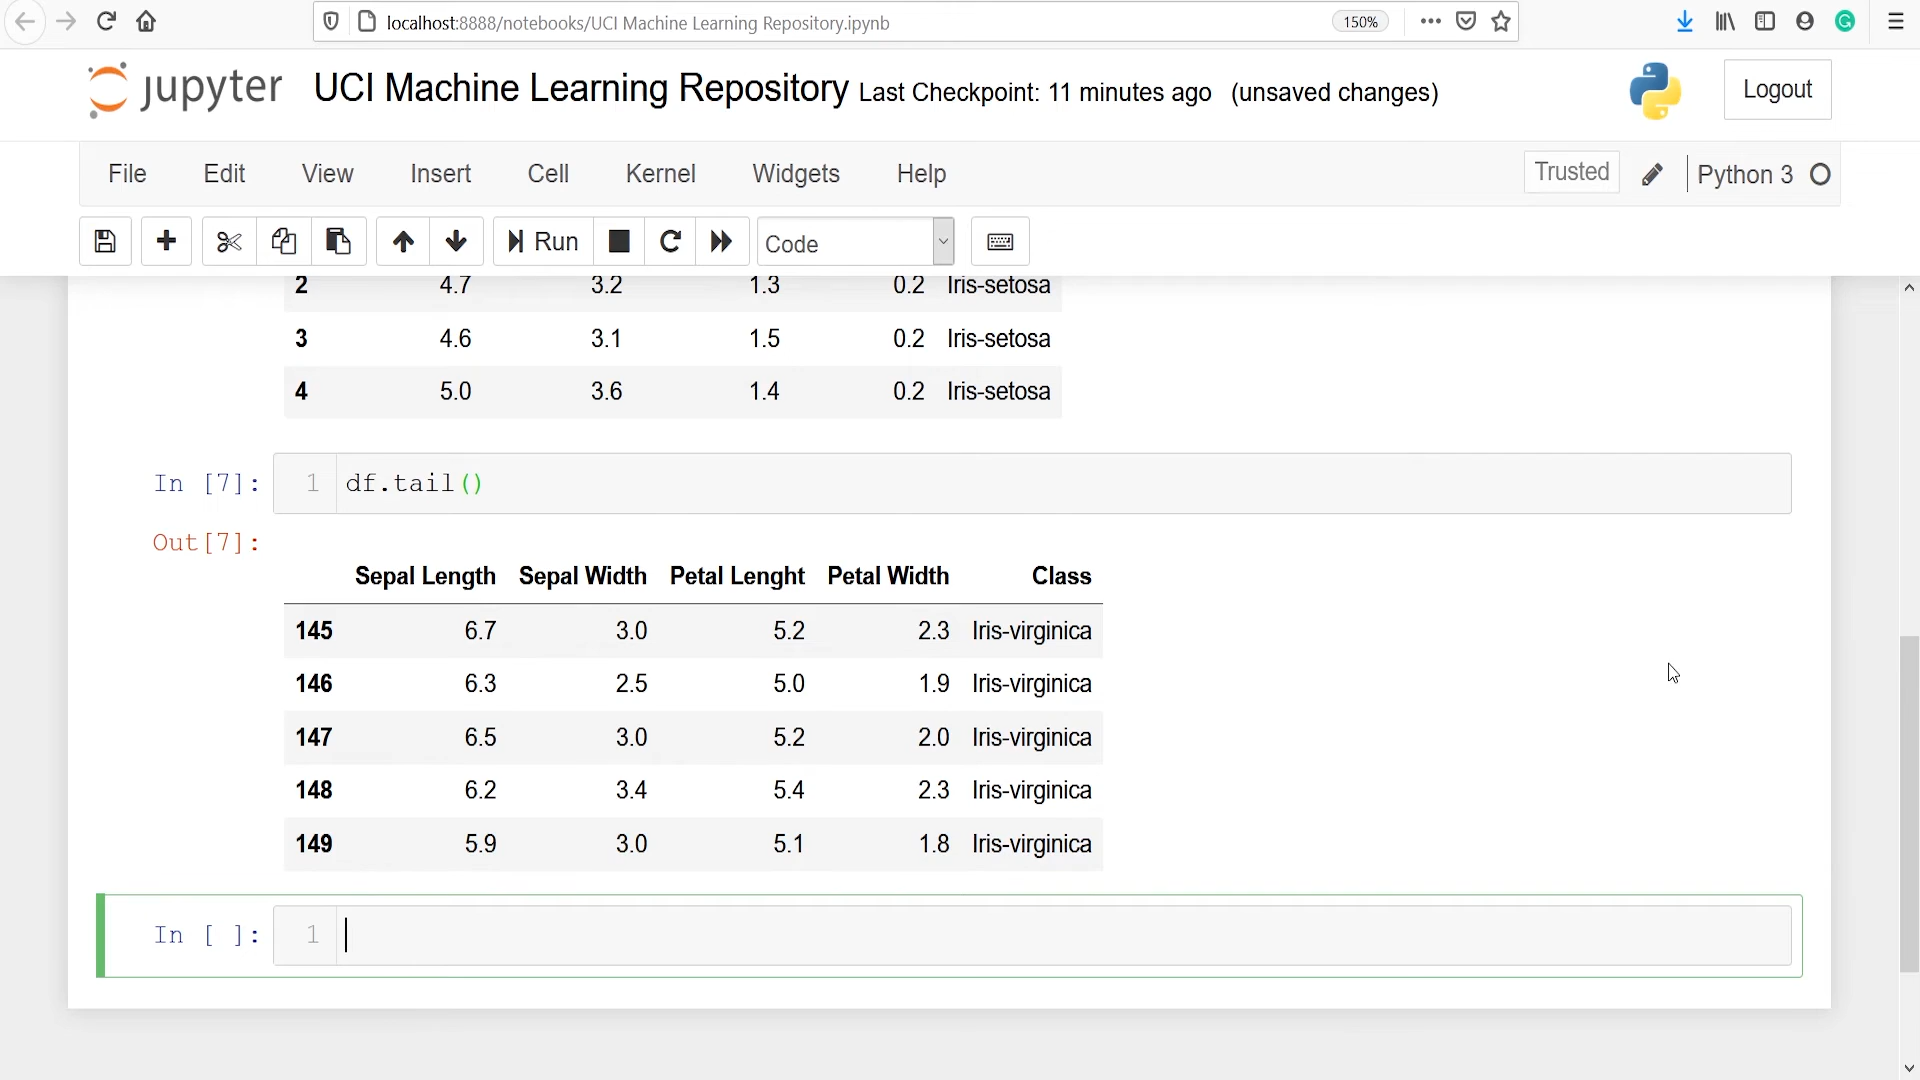 localhost:8888/notebooks/UCI Machine Learning Repository.ipynb 150%
jupyter UCI Machine Learning Repository Last Checkpoint: 11 minutes ago (unsaved changes) Logout
File Edit View Insert Cell Kernel Widgets Help Trusted Python 3
Run Code
2 4.7 3.2 1.3 0.2 Iris-setosa
3 4.6 3.1 1.5 0.2 Iris-setosa
4 5.0 3.6 1.4 0.2 Iris-setosa
In [7]: 1 df.tail()
Out[7]:
Sepal Length Sepal Width Petal Lenght Petal Width Class
145 6.7 3.0 5.2 2.3 Iris-virginica
146 6.3 2.5 5.0 1.9 Iris-virginica
147 6.5 3.0 5.2 2.0 Iris-virginica
148 6.2 3.4 5.4 2.3 Iris-virginica
149 5.9 3.0 5.1 1.8 Iris-virginica
In [ ]: 1